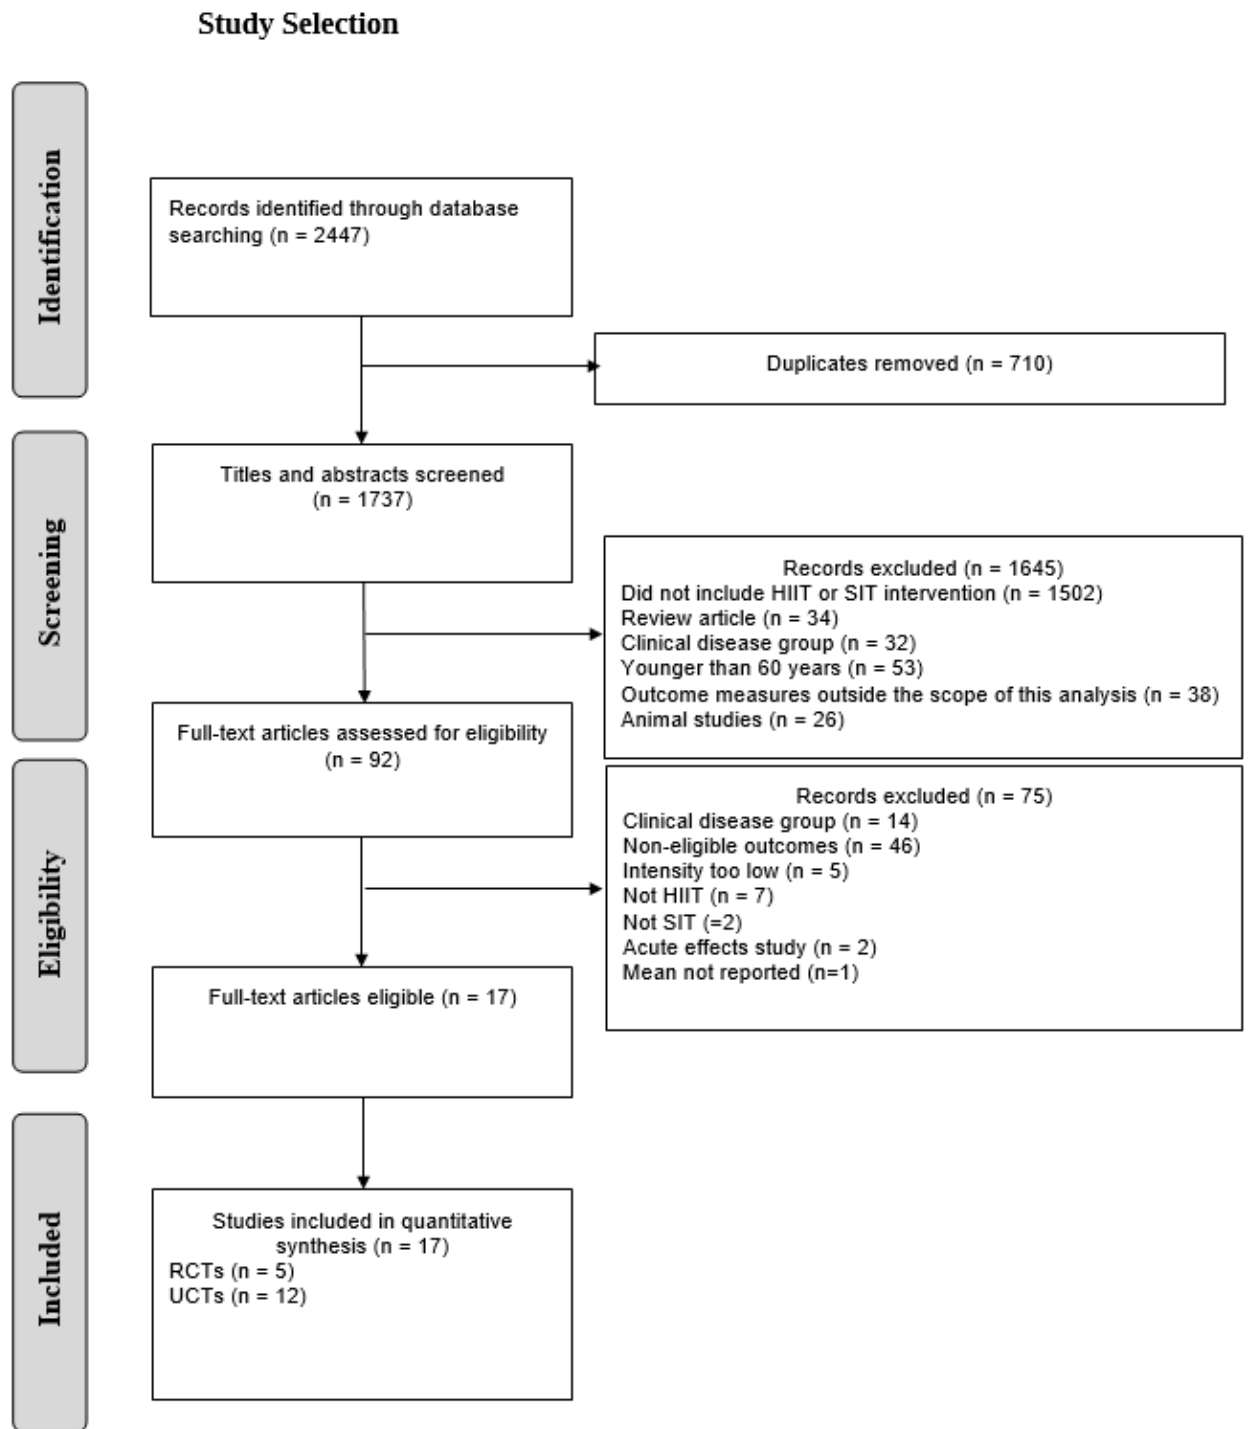 Study Selection
Identification
Records identified through database
searching (n = 2447)
Duplicates removed (n = 710)
Screening
Titles and abstracts screened
(n = 1737)
Records excluded (n = 1645)
Did not include HIIT or SIT intervention (n = 1502)
Review article (n = 34)
Clinical disease group (n = 32)
Younger than 60 years (n = 53)
Outcome measures outside the scope of this analysis (n = 38)
Animal studies (n = 26)
Full-text articles assessed for eligibility
(n = 92)
Eligibility
Records excluded (n = 75)
Clinical disease group (n = 14)
Non-eligible outcomes (n = 46)
Intensity too low (n = 5)
Not HIIT (n = 7)
Not SIT (=2)
Acute effects study (n = 2)
Mean not reported (n=1)
Full-text articles eligible (n = 17)
Included
Studies included in quantitative
synthesis (n = 17)
RCTs (n = 5)
UCTs (n = 12)